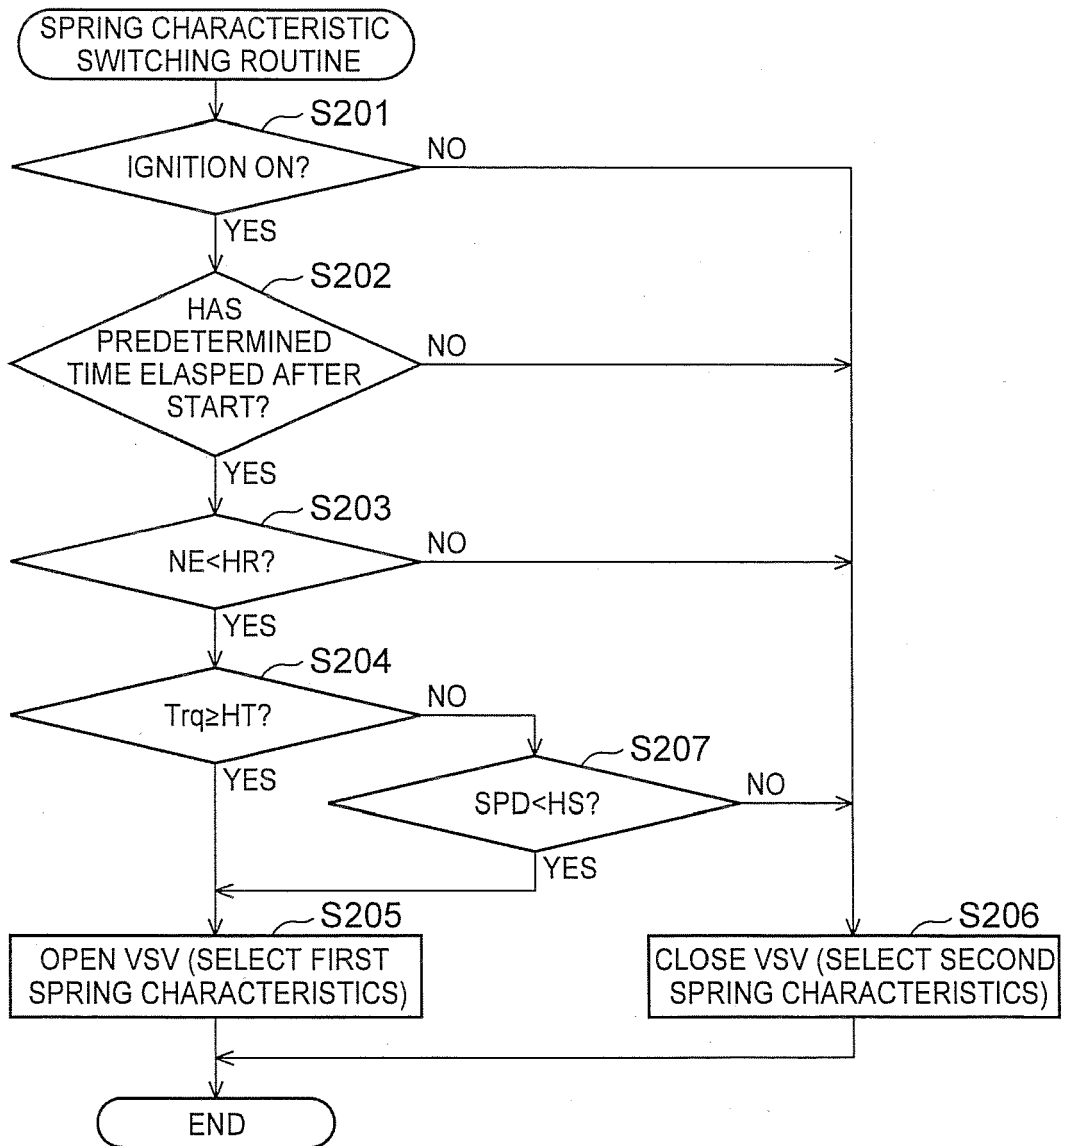 SPRING CHARACTERISTIC
SWITCHING ROUTINE
S201
IGNITION ON?
NO
YES
S202
HAS
PREDETERMINED
TIME ELASPED AFTER
START?
NO
YES
S203
NE<HR?
NO
YES
S204
Trq≥HT?
NO
YES
S207
SPD<HS?
NO
YES
S205
OPEN VSV (SELECT FIRST
SPRING CHARACTERISTICS)
S206
CLOSE VSV (SELECT SECOND
SPRING CHARACTERISTICS)
END